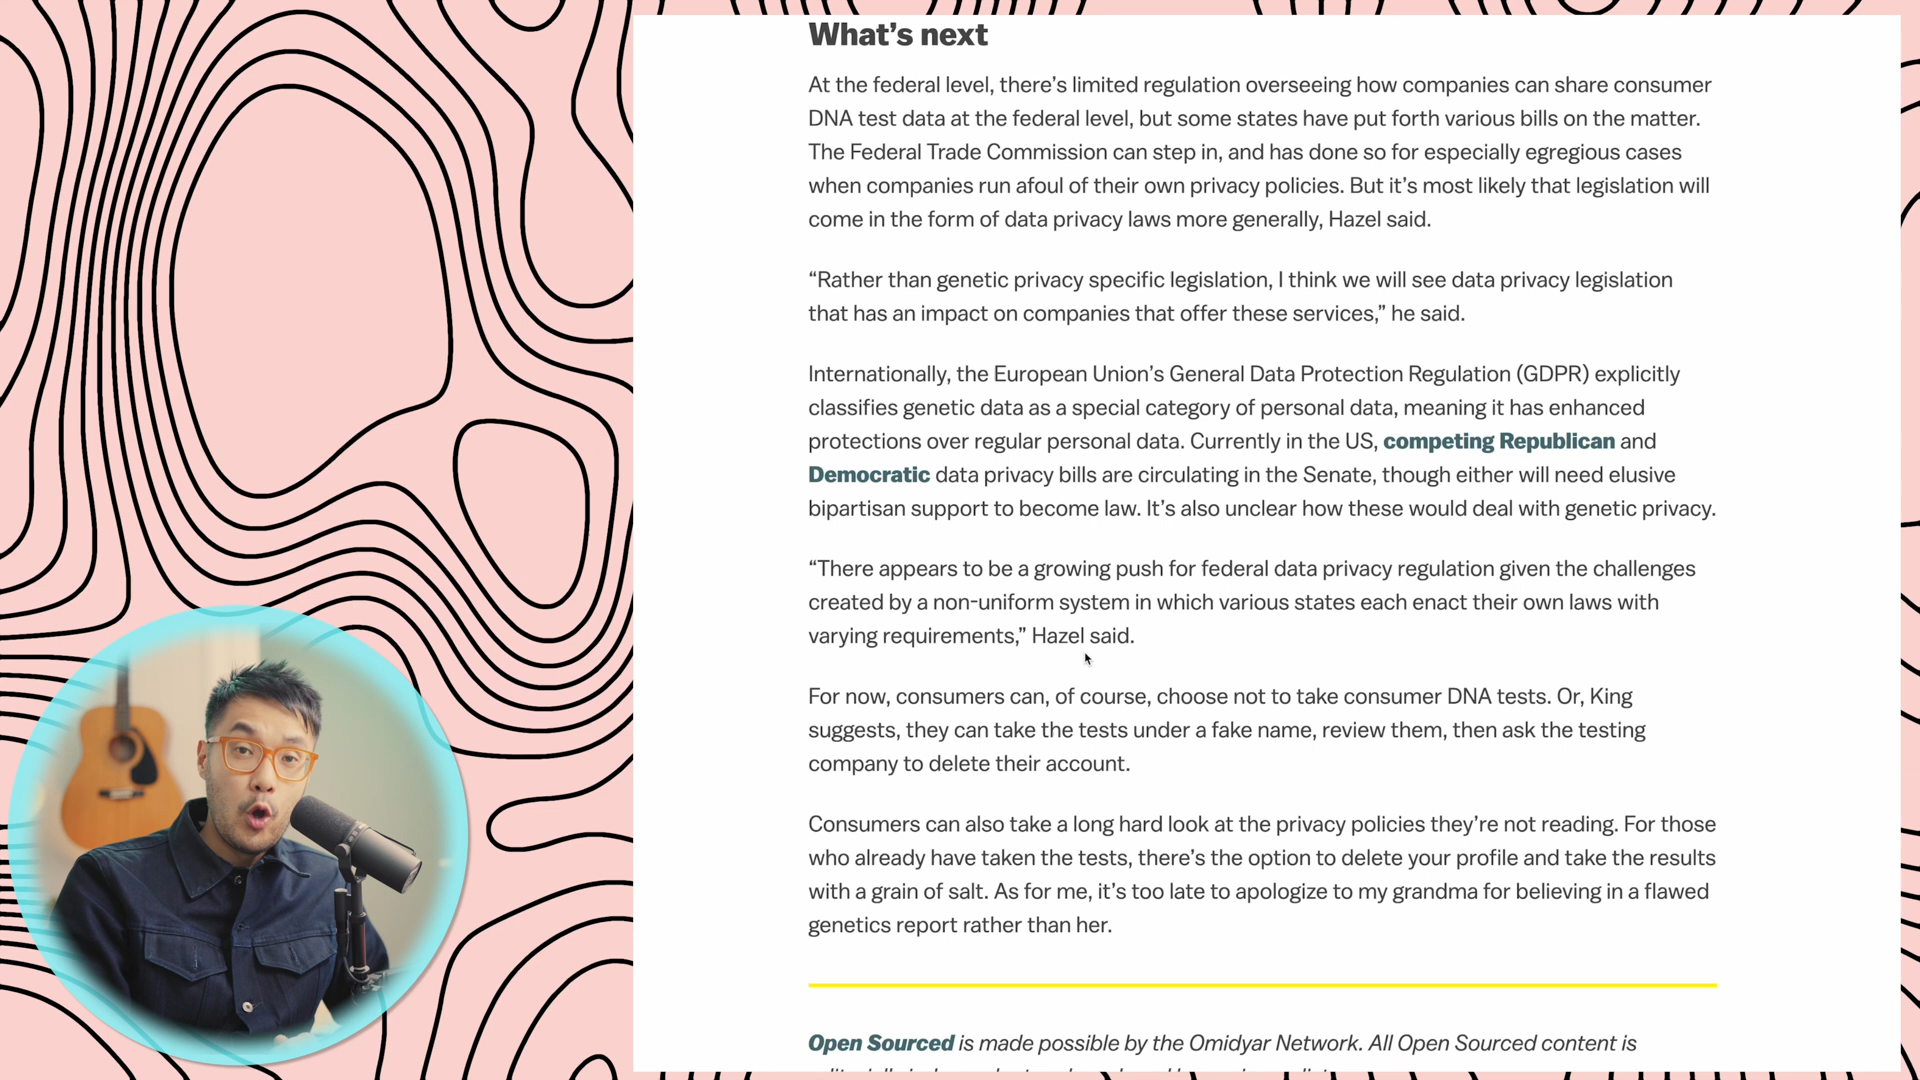 What’s next
At the federal level, there’s limited regulation overseeing how companies can share consumer
DNA test data at the federal level, but some states have put forth various bills on the matter.
The Federal Trade Commission can step in, and has done so for especially egregious cases
when companies run afoul of their own privacy policies. But it’s most likely that legislation will
come in the form of data privacy laws more generally, Hazel said.
“Rather than genetic privacy specific legislation, I think we will see data privacy legislation
that has an impact on companies that offer these services,” he said.
Internationally, the European Union’s General Data Protection Regulation (GDPR) explicitly
classifies genetic data as a special category of personal data, meaning it has enhanced
protections over regular personal data. Currently in the US, competing Republican and
Democratic data privacy bills are circulating in the Senate, though either will need elusive
bipartisan support to become law. It’s also unclear how these would deal with genetic privacy.
“There appears to be a growing push for federal data privacy regulation given the challenges
created by a non-uniform system in which various states each enact their own laws with
varying requirements,” Hazel said.
For now, consumers can, of course, choose not to take consumer DNA tests. Or, King
suggests, they can take the tests under a fake name, review them, then ask the testing
company to delete their account.
Consumers can also take a long hard look at the privacy policies they’re not reading. For those
who already have taken the tests, there’s the option to delete your profile and take the results
with a grain of salt. As for me, it’s too late to apologize to my grandma for believing in a flawed
genetics report rather than her.
Open Sourced is made possible by the Omidyar Network. All Open Sourced content is